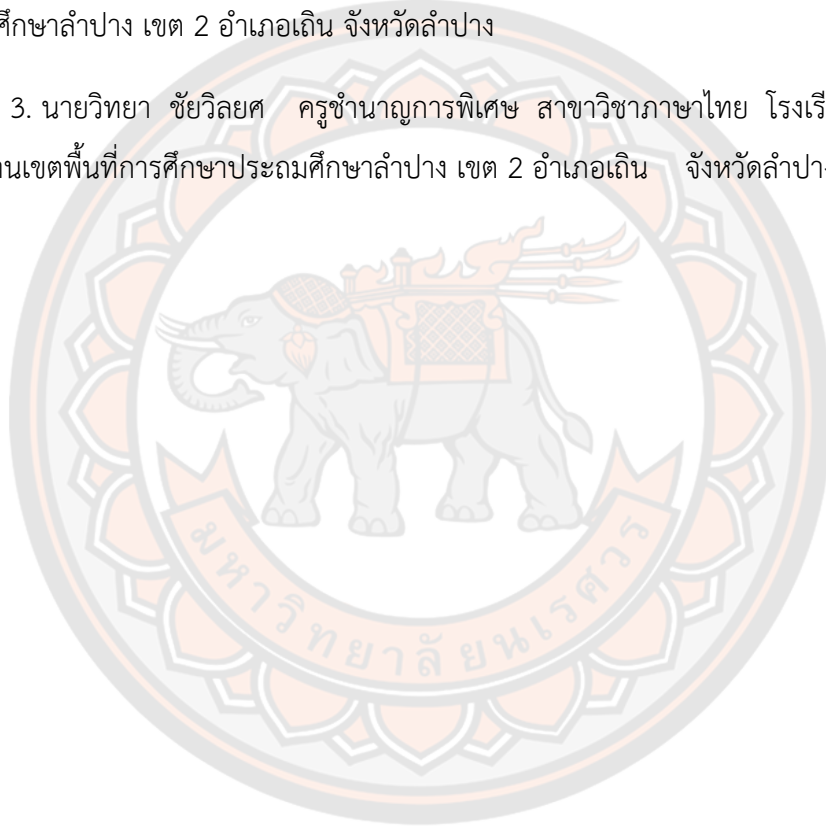 ศึกษาลำปาง เขต 2 อำเภอเถิน จังหวัดลำปาง
3. นายวิทยา ชัยวิลยศ ครูชำนาญการพิเศษ สาขาวิชาภาษาไทย โรงเรี
านเขตพื้นที่การศึกษาประถมศึกษาลำปาง เขต 2 อำเภอเถิน จังหวัดลำปา
มหาวิทยาลัยนเรศวร